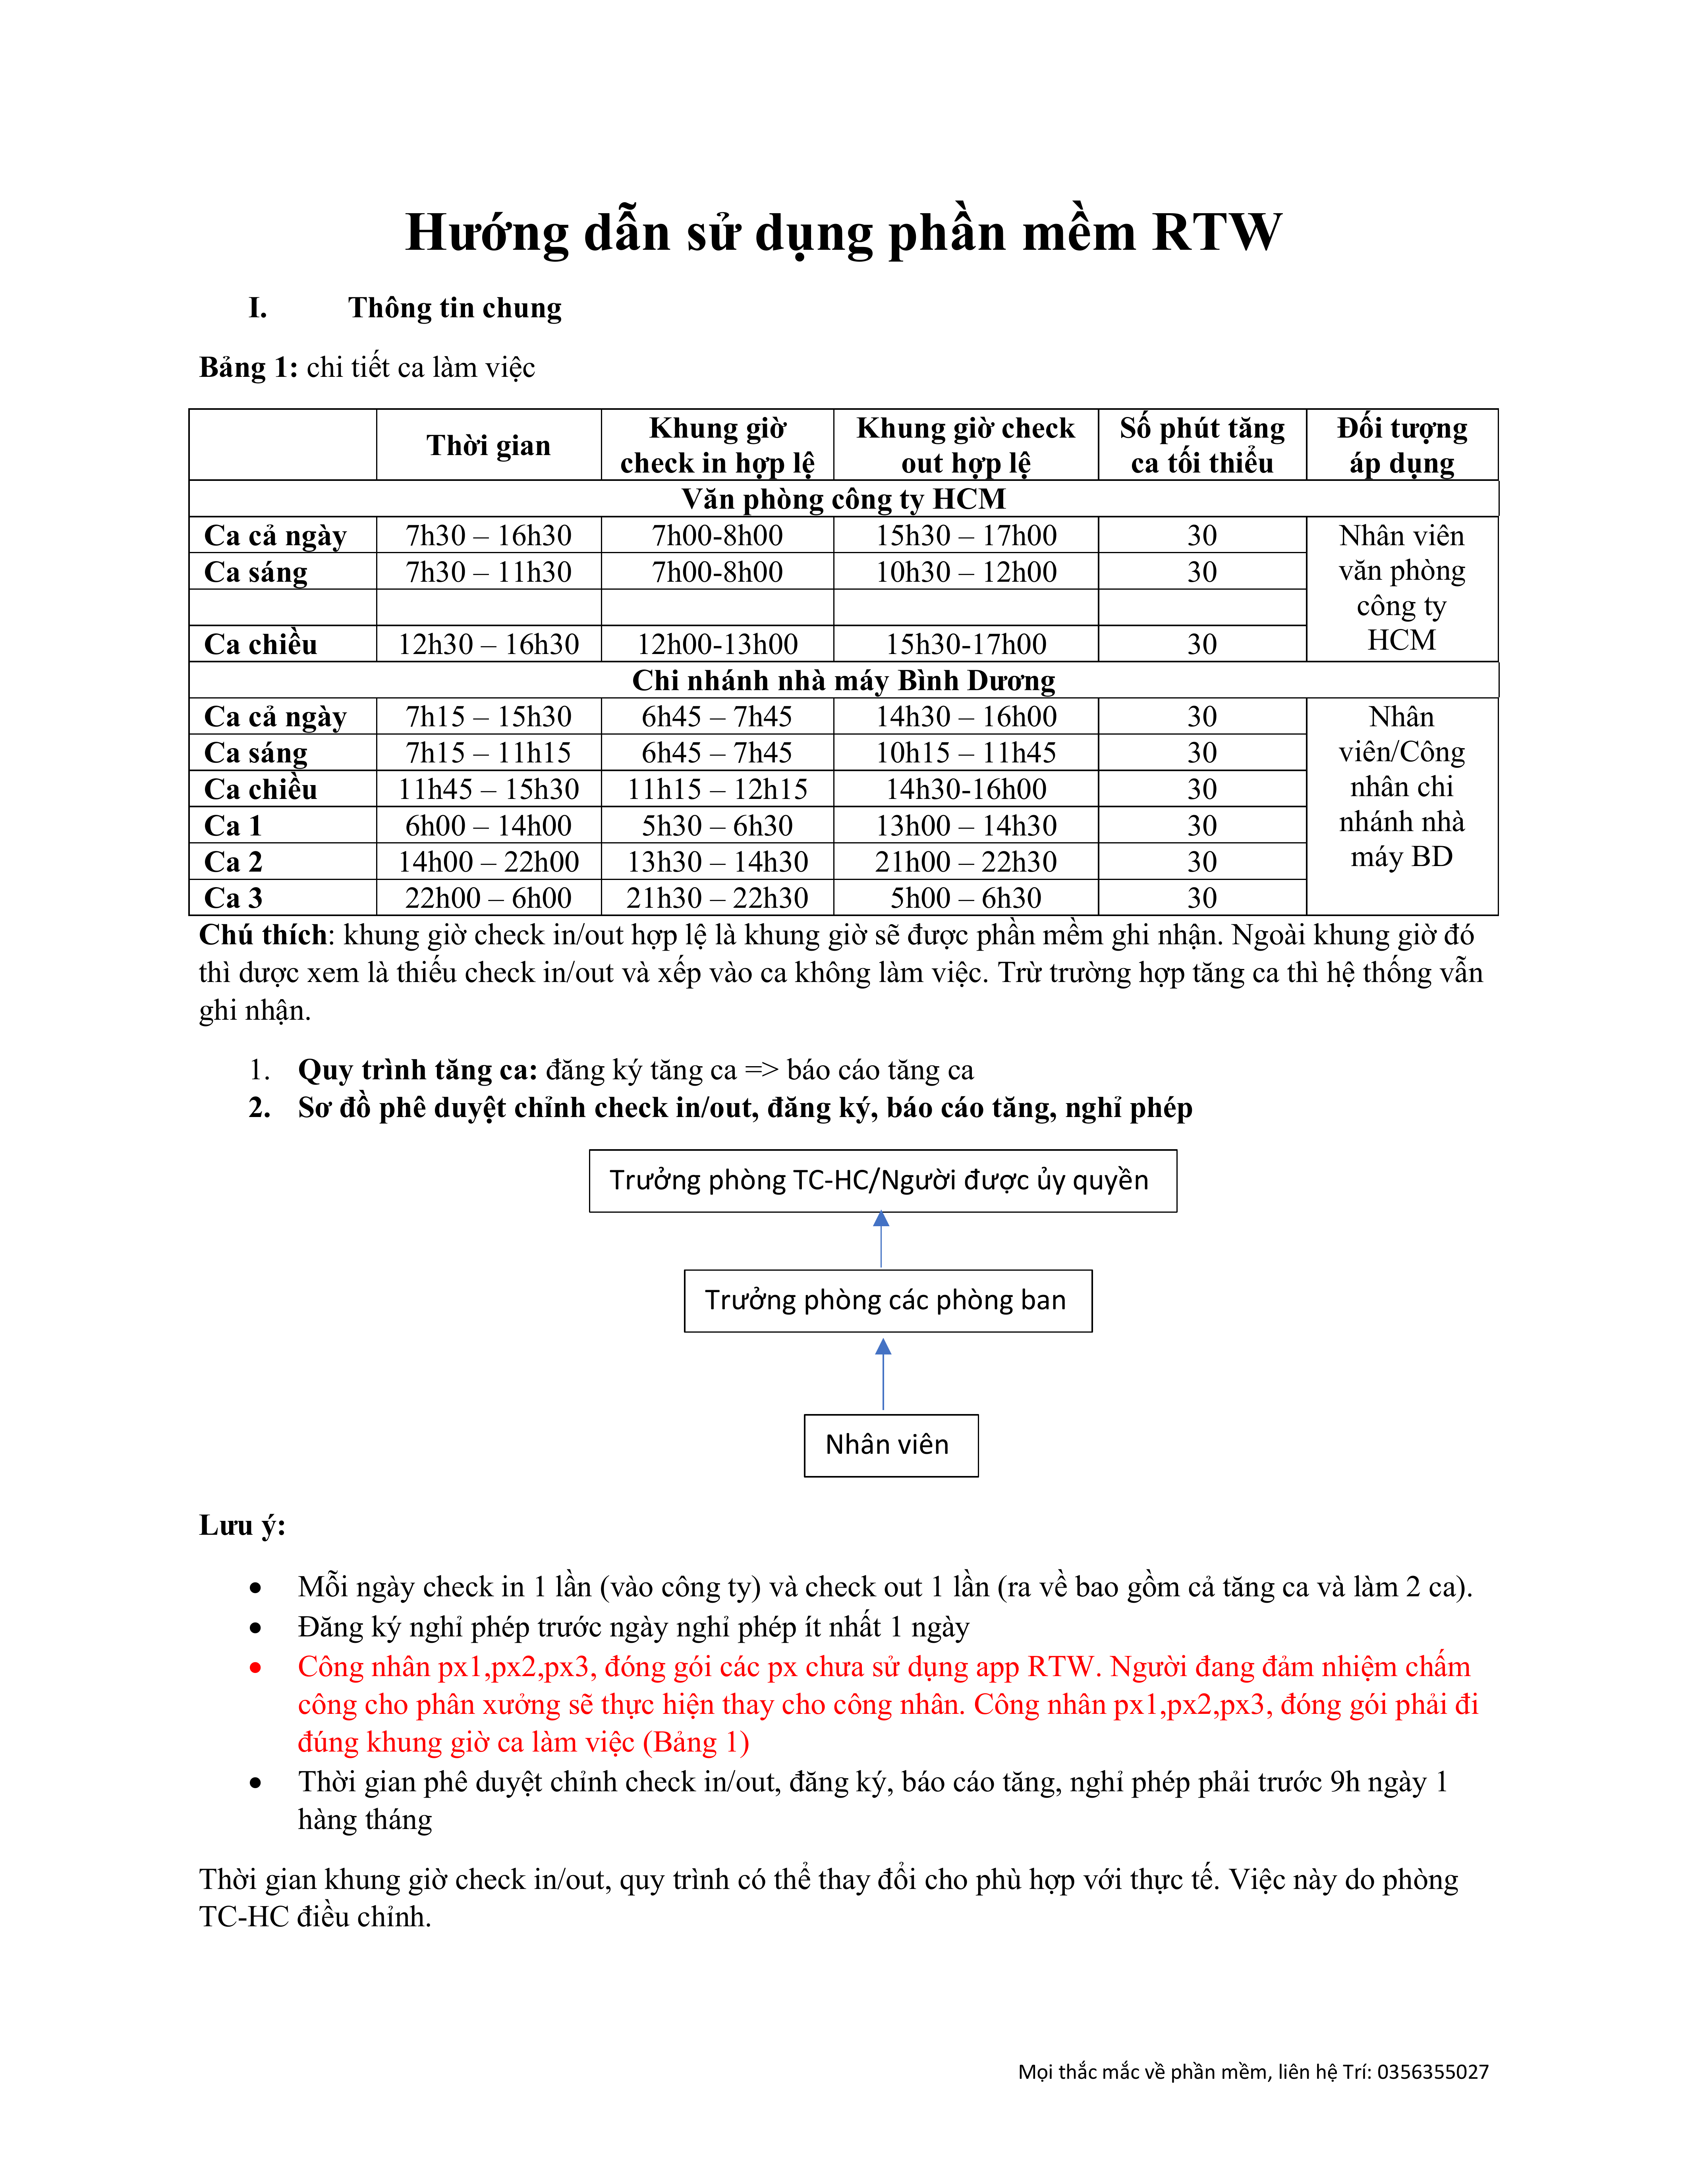 Hướng dẫn sử dụng phần mềm RTW
I. Thông tin chung
Bảng 1: chi tiết ca làm việc
Thời gian Khung giờ check in hợp lệ Khung giờ check out hợp lệ Số phút tăng ca tối thiểu Đối tượng áp dụng
Văn phòng công ty HCM
Ca cả ngày 7h30 – 16h30 7h00-8h00 15h30 – 17h00 30 Nhân viên văn phòng công ty HCM
Ca sáng 7h30 – 11h30 7h00-8h00 10h30 – 12h00 30
Ca chiều 12h30 – 16h30 12h00-13h00 15h30-17h00 30
Chi nhánh nhà máy Bình Dương
Ca cả ngày 7h15 – 15h30 6h45 – 7h45 14h30 – 16h00 30 Nhân viên/Công nhân chi nhánh nhà máy BD
Ca sáng 7h15 – 11h15 6h45 – 7h45 10h15 – 11h45 30
Ca chiều 11h45 – 15h30 11h15 – 12h15 14h30-16h00 30
Ca 1 6h00 – 14h00 5h30 – 6h30 13h00 – 14h30 30
Ca 2 14h00 – 22h00 13h30 – 14h30 21h00 – 22h30 30
Ca 3 22h00 – 6h00 21h30 – 22h30 5h00 – 6h30 30
Chú thích: khung giờ check in/out hợp lệ là khung giờ sẽ được phần mềm ghi nhận. Ngoài khung giờ đó
thì dược xem là thiếu check in/out và xếp vào ca không làm việc. Trừ trường hợp tăng ca thì hệ thống vẫn
ghi nhận.
1. Quy trình tăng ca: đăng ký tăng ca => báo cáo tăng ca
2. Sơ đồ phê duyệt chỉnh check in/out, đăng ký, báo cáo tăng, nghỉ phép
Trưởng phòng TC-HC/Người được ủy quyền
Trưởng phòng các phòng ban
Nhân viên
Lưu ý:
• Mỗi ngày check in 1 lần (vào công ty) và check out 1 lần (ra về bao gồm cả tăng ca và làm 2 ca).
• Đăng ký nghỉ phép trước ngày nghỉ phép ít nhất 1 ngày
• Công nhân px1,px2,px3, đóng gói các px chưa sử dụng app RTW. Người đang đảm nhiệm chấm
công cho phân xưởng sẽ thực hiện thay cho công nhân. Công nhân px1,px2,px3, đóng gói phải đi
đúng khung giờ ca làm việc (Bảng 1)
• Thời gian phê duyệt chỉnh check in/out, đăng ký, báo cáo tăng, nghỉ phép phải trước 9h ngày 1
hàng tháng
Thời gian khung giờ check in/out, quy trình có thể thay đổi cho phù hợp với thực tế. Việc này do phòng
TC-HC điều chỉnh.
Mọi thắc mắc về phần mềm, liên hệ Trí: 0356355027